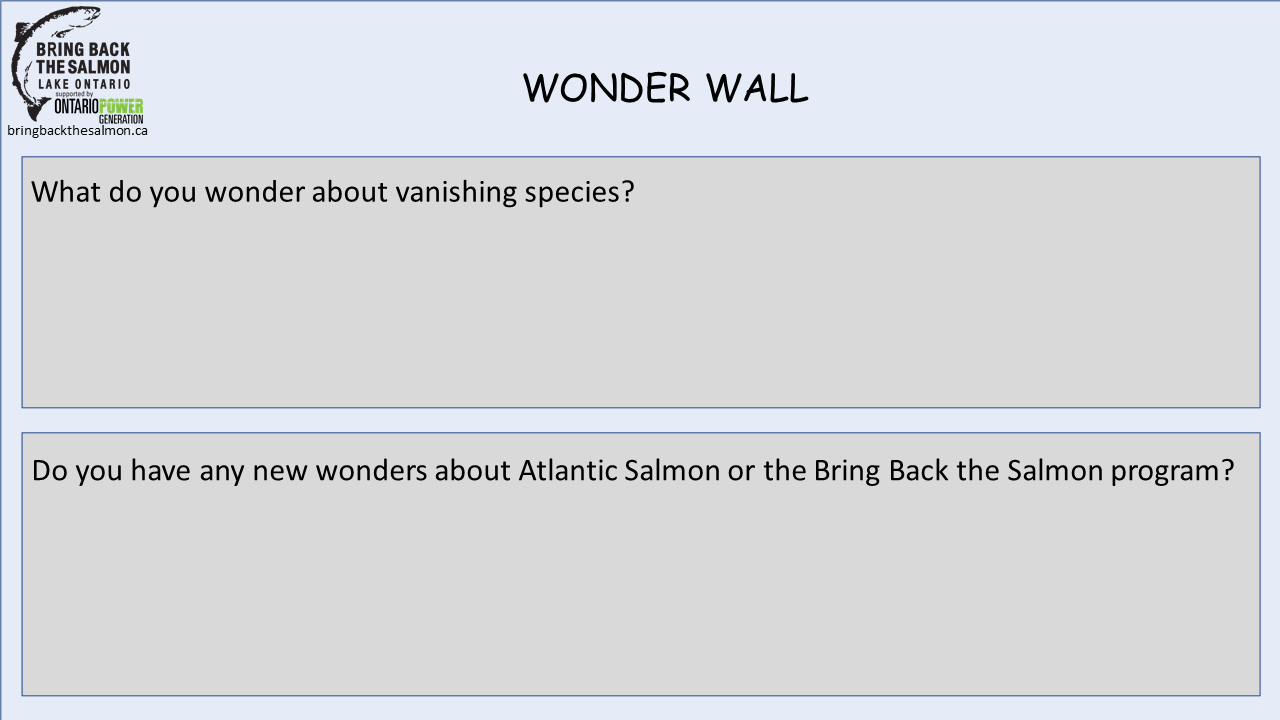 BRING BACK
THE SALMON
LAKE ONTARIO
supported by
ONTARIOPOWER
GENERATION
bringbackthesalmon.ca
WONDER WALL
What do you wonder about vanishing species?
Do you have any new wonders about Atlantic Salmon or the Bring Back the Salmon program?